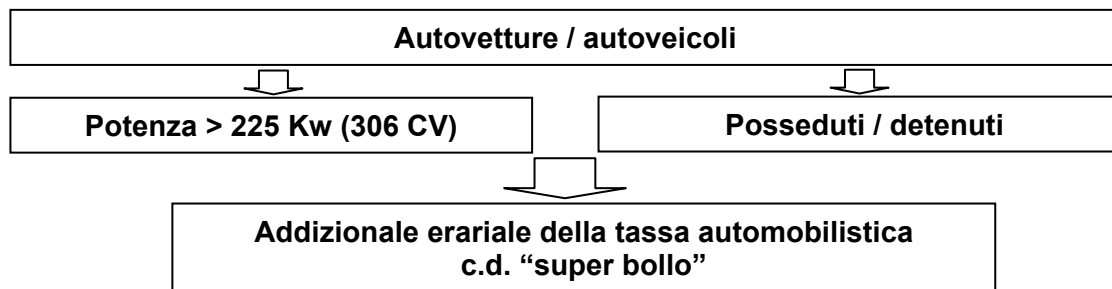 Autovetture / autoveicoli
Potenza > 225 Kw (306 CV)
Posseduti / detenuti
Addizionale erariale della tassa automobilistica
c.d. “super bollo”